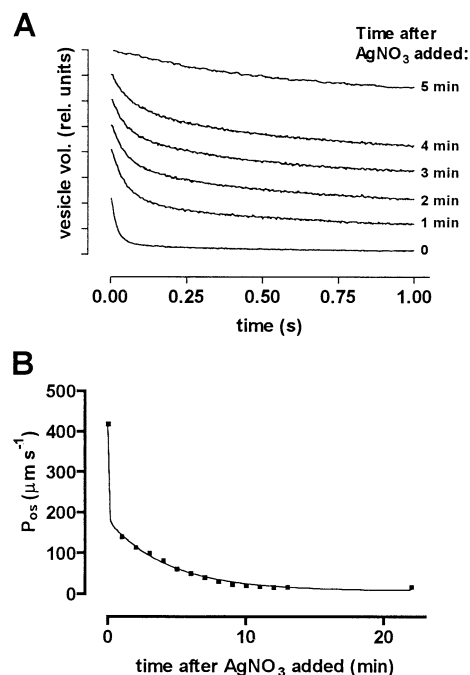 A
Time after
AgNO3 added:
vesicle vol. (rel. units)
5 min
4 min
3 min
2 min
1 min
0
0.00 0.25 0.50 0.75 1.00
time (s)
B
500
400
300
200
100
0
Pos (μm s-1)
0 10 20
time after AgNO3 added (min)